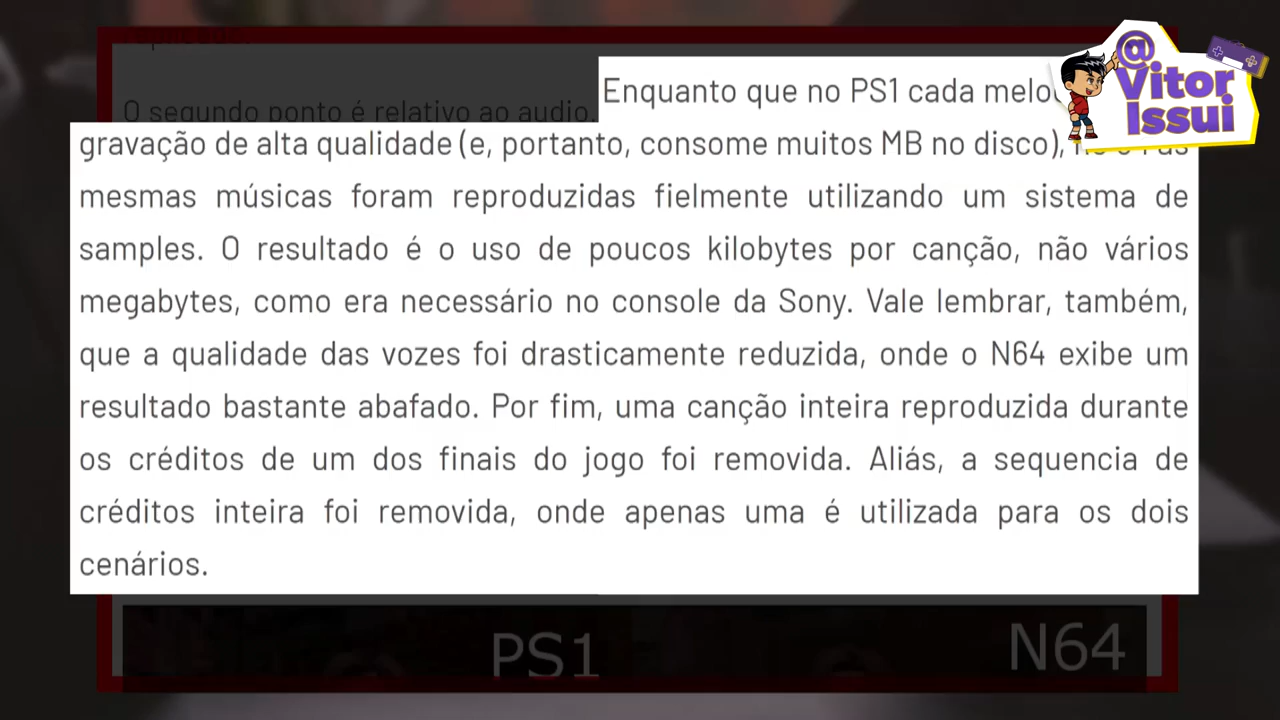 O segundo ponto é relativo ao audio.
Enquanto que no PS1 cada
gravação de alta qualidade (e, portanto, consome muitos MB no disco),
mesmas músicas foram reproduzidas fielmente utilizando um sistema de
samples. O resultado é o uso de poucos kilobytes por canção, não vários
megabytes, como era necessário no console da Sony. Vale lembrar, também,
que a qualidade das vozes foi drasticamente reduzida, onde o N64 exibe um
resultado bastante abafado. Por fim, uma canção inteira reproduzida durante
os créditos de um dos finais do jogo foi removida. Aliás, a sequencia de
créditos inteira foi removida, onde apenas uma é utilizada para os dois
cenários.
PS1
N64
@
Vitor
Issui